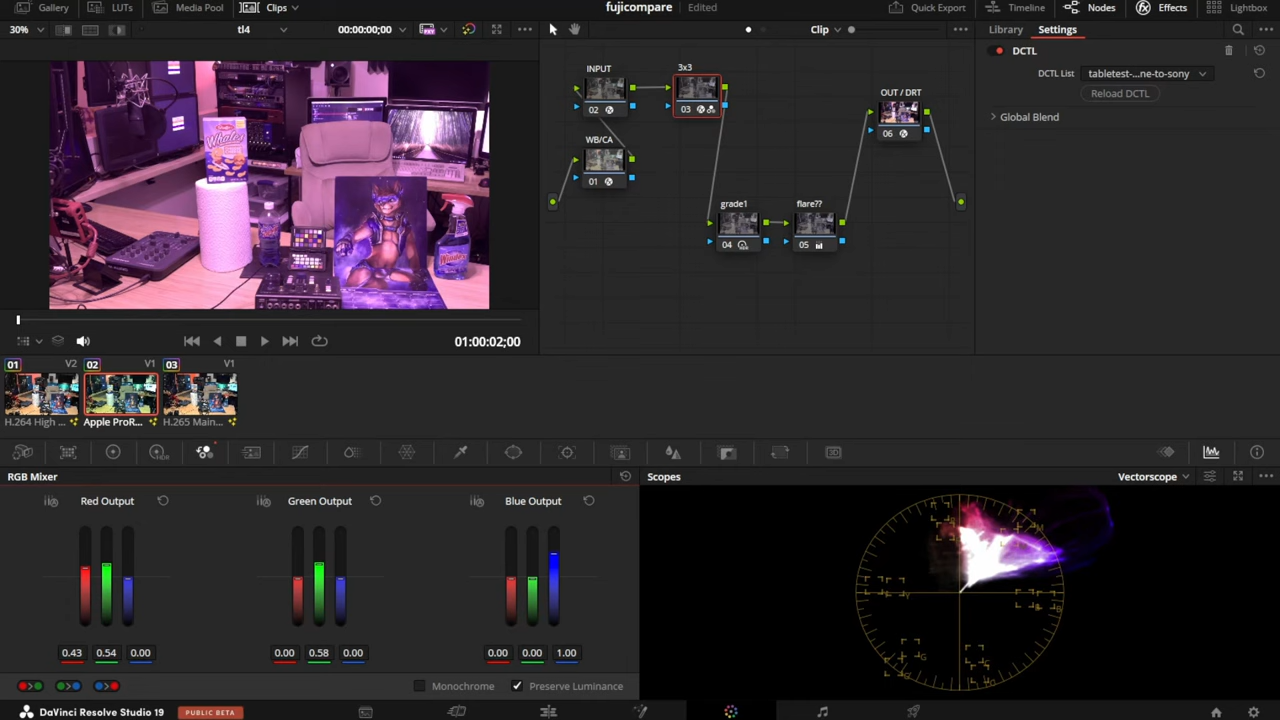 Gallery LUTs Media Pool Clips fujicompare Edited Quick Export Timeline Nodes Effects Lightbox
30% tl4 00:00:00;00 Clip Library Settings
DCTL
DCTL List tabletest-...ne-to-sony
Reload DCTL
Global Blend
INPUT 3x3
02 03
WB/CA
01
OUT / DRT
06
grade1 flare??
04 05
Whales
Windex
01:00:02;00
01 V2 02 V1 03 V1
H.264 High ... Apple ProR... H.265 Main...
RGB Mixer
Red Output Green Output Blue Output
0.43 0.54 0.00 0.00 0.58 0.00 0.00 0.00 1.00
Monochrome Preserve Luminance
Scopes Vectorscope
DaVinci Resolve Studio 19 PUBLIC BETA